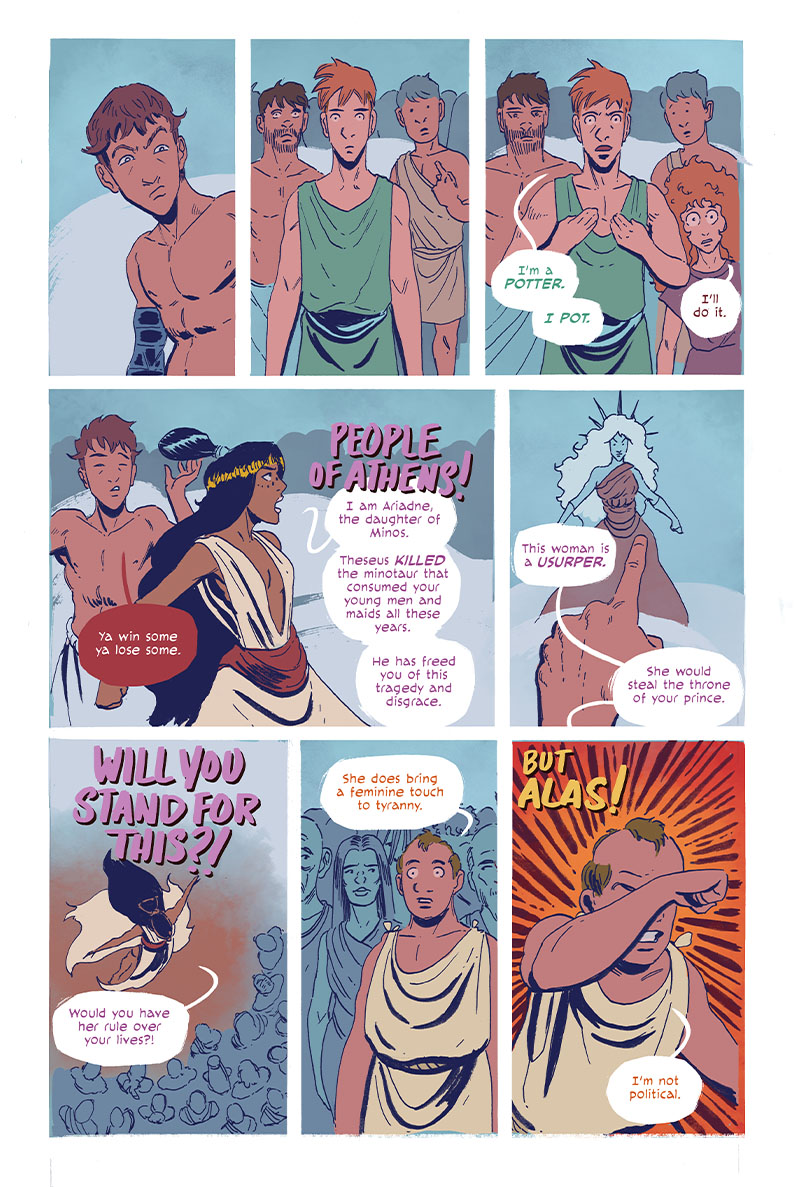 I'm a
POTTER.
I POT.
I'll
do it.
PEOPLE
OF ATHENS!
I am Ariadne,
the daughter of
Minos.
Theseus KILLED
the minotaur that
consumed your
young men and
maids all these
years.
He has freed
you of this
tragedy and
disgrace.
Ya win some
ya lose some.
This woman is
a USURPER.
She would
steal the throne
of your prince.
WILL YOU
STAND FOR
THIS?!
Would you have
her rule over
your lives?!
She does bring
a feminine touch
to tyranny.
BUT
ALAS!
I'm not
political.